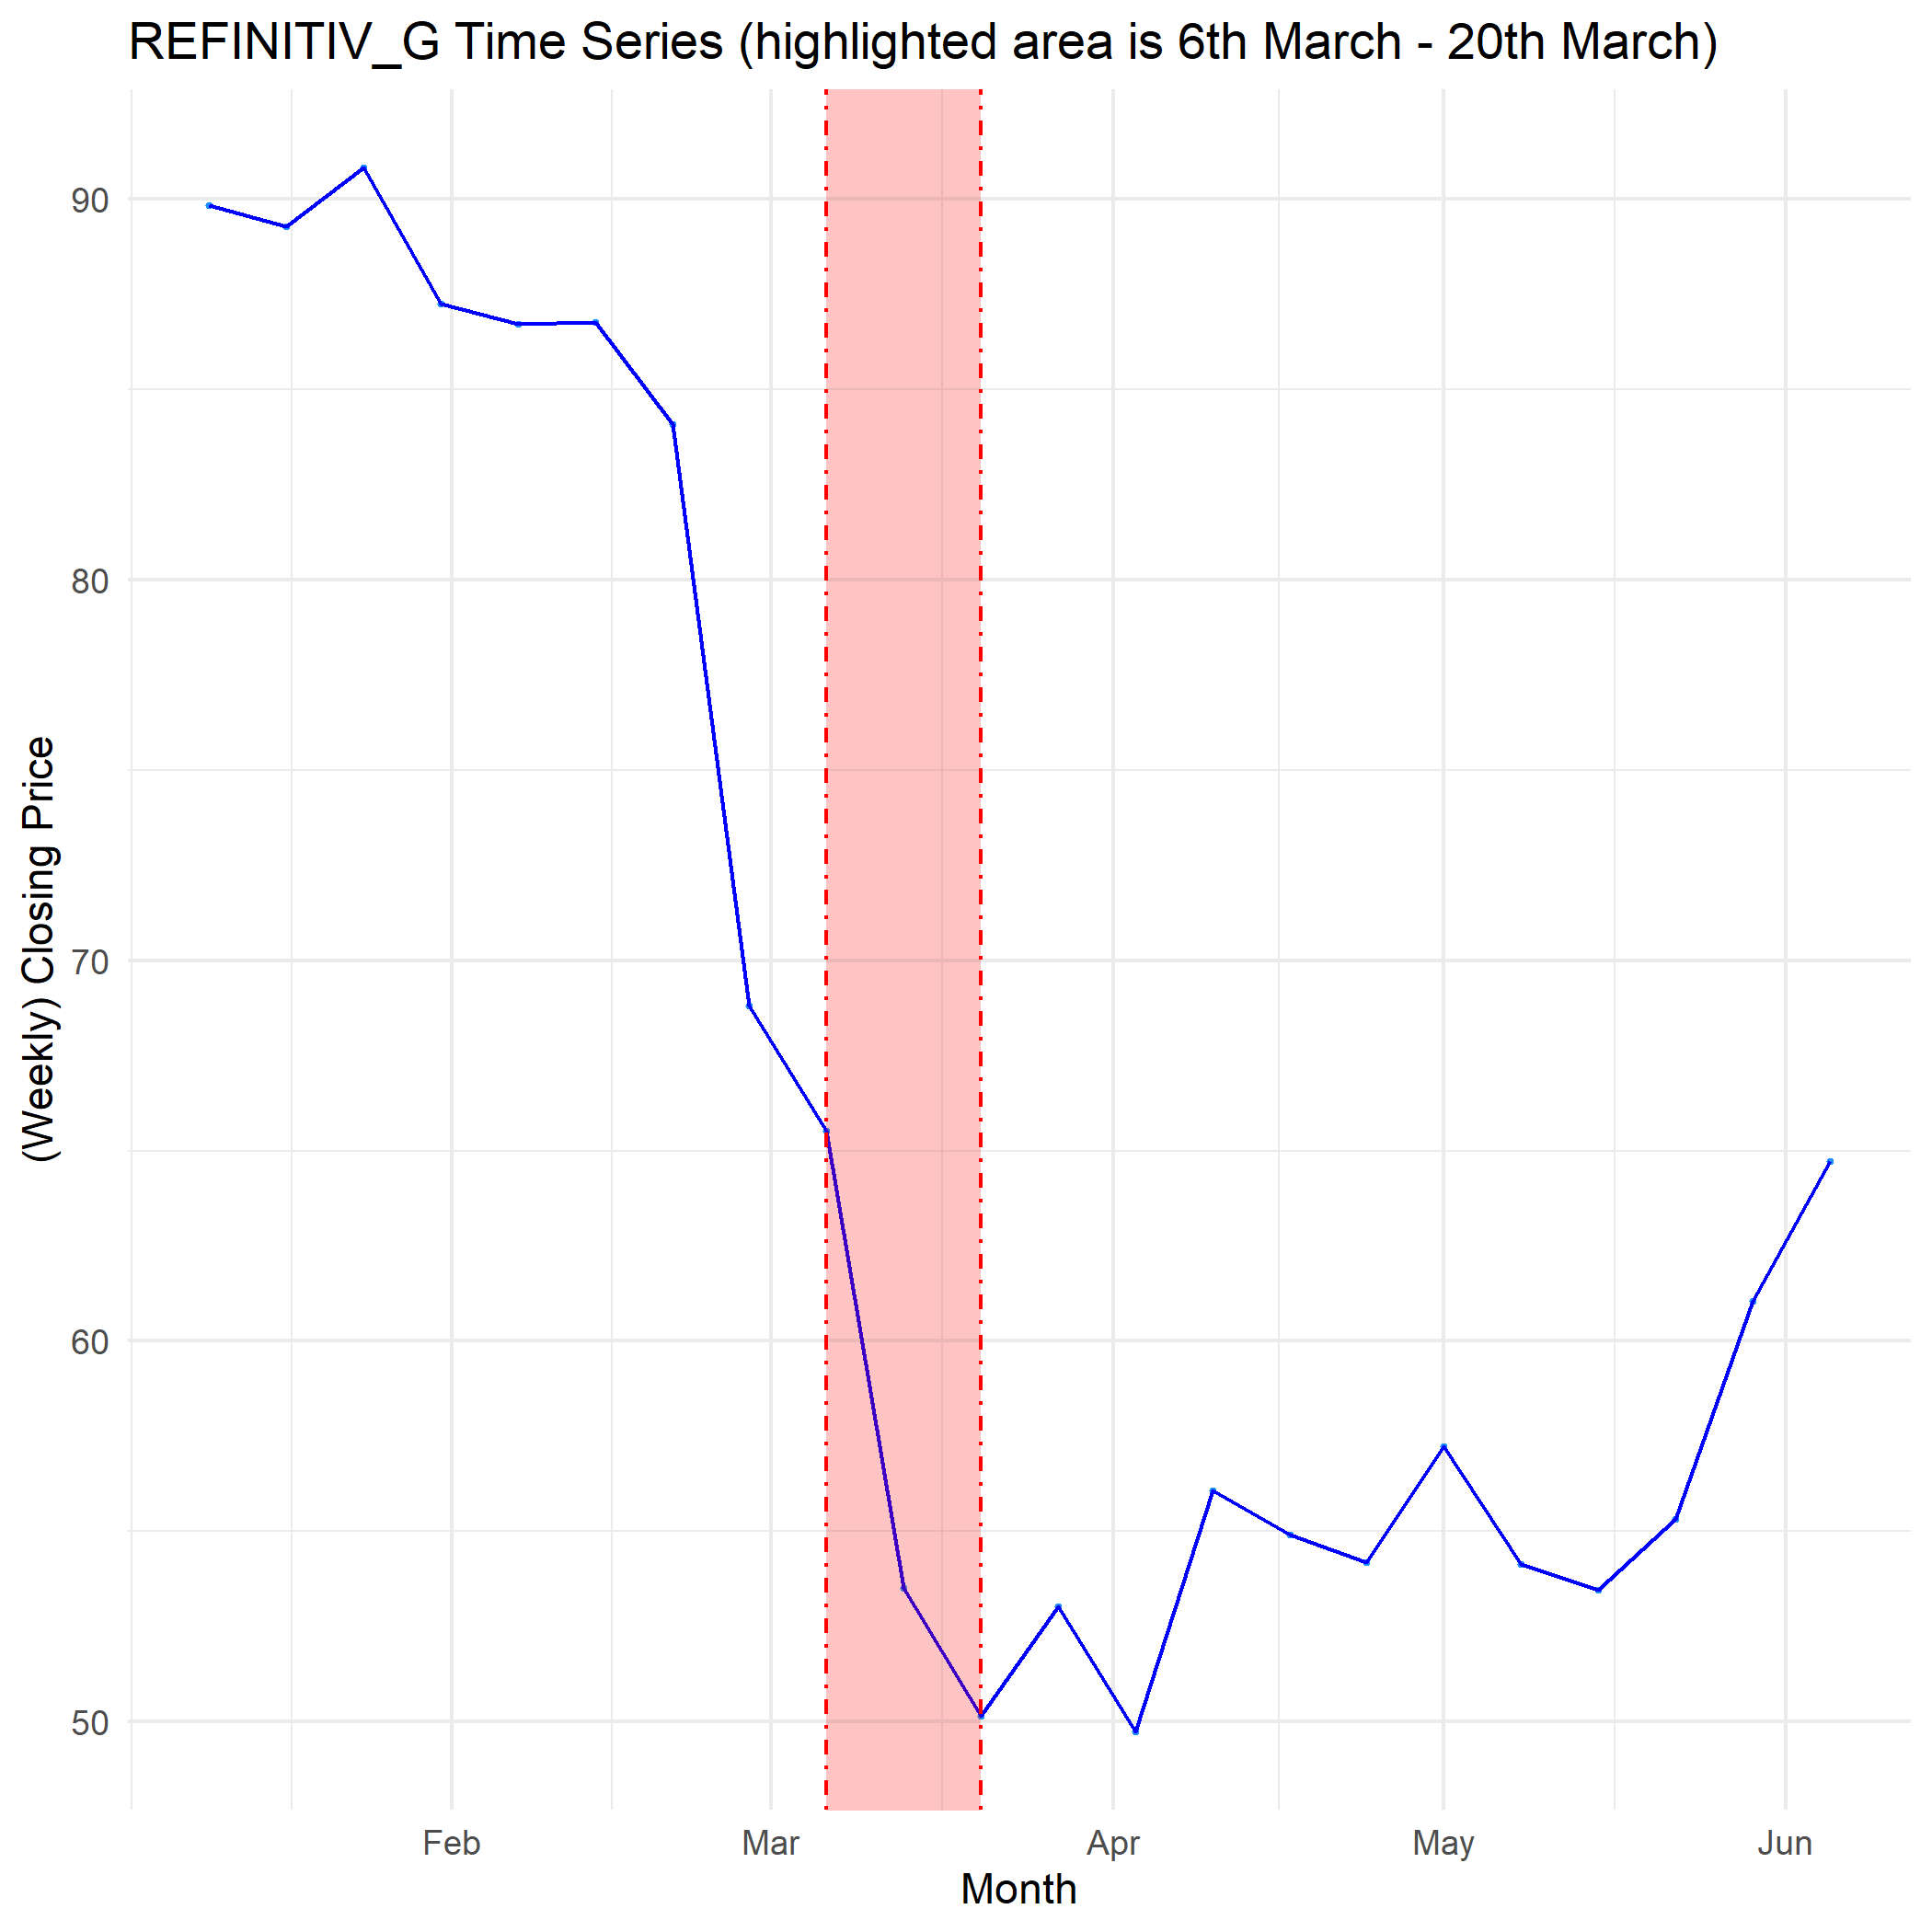 REFINITIV_G Time Series (highlighted area is 6th March - 20th March)
(Weekly) Closing Price
90
80
70
60
50
Feb Mar Apr May Jun
Month